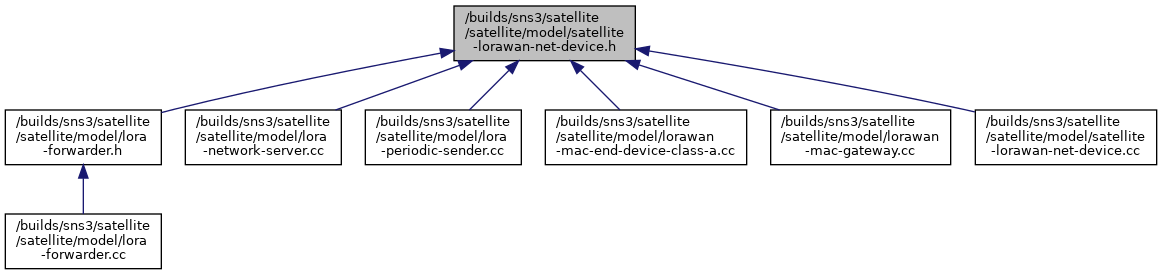 /builds/sns3/satellite
/satellite/model/satellite
-lorawan-net-device.h
/builds/sns3/satellite
/satellite/model/lora
-forwarder.h
/builds/sns3/satellite
/satellite/model/lora
-network-server.cc
/builds/sns3/satellite
/satellite/model/lora
-periodic-sender.cc
/builds/sns3/satellite
/satellite/model/lorawan
-mac-end-device-class-a.cc
/builds/sns3/satellite
/satellite/model/lorawan
-mac-gateway.cc
/builds/sns3/satellite
/satellite/model/satellite
-lorawan-net-device.cc
/builds/sns3/satellite
/satellite/model/lora
-forwarder.cc